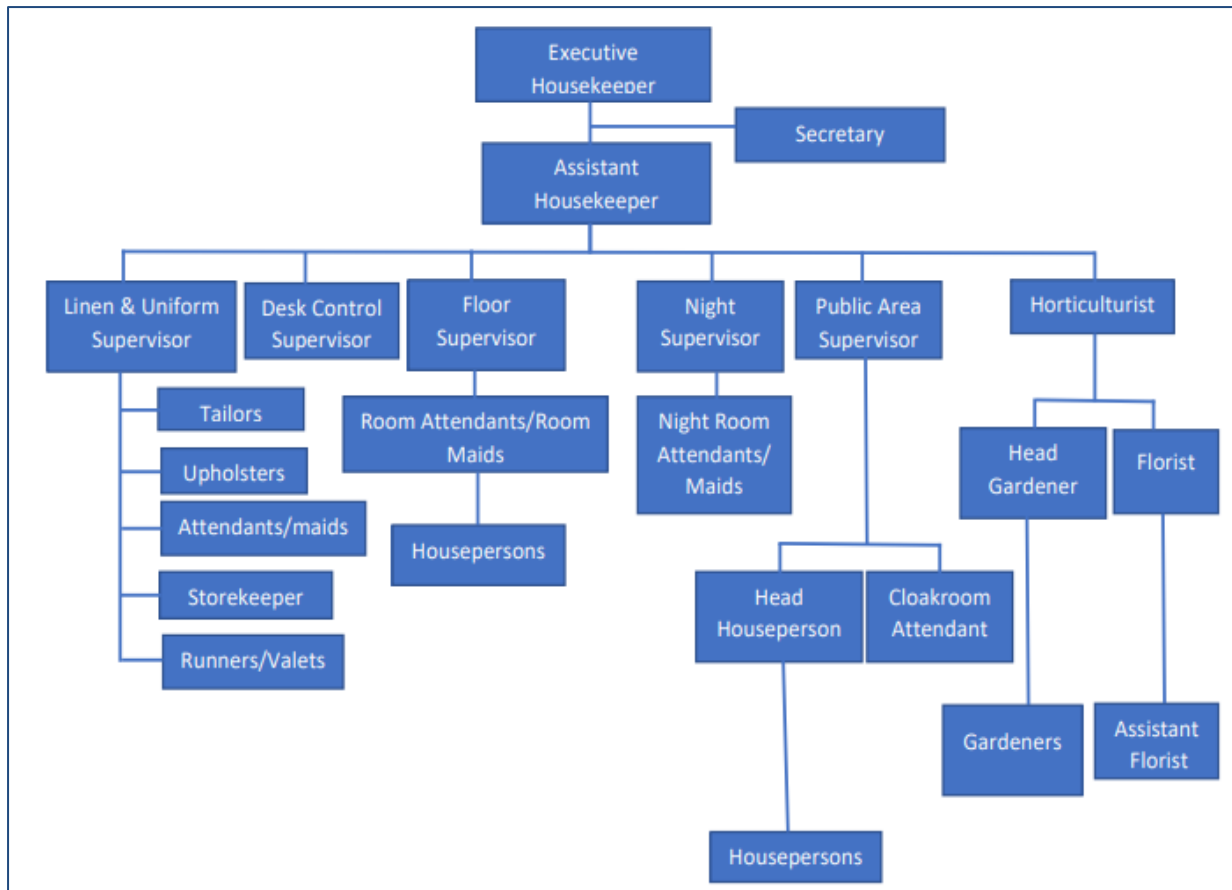 Executive
Housekeeper
Secretary
Assistant
Housekeeper
Linen & Uniform
Supervisor
Desk Control
Supervisor
Floor
Supervisor
Night
Supervisor
Public Area
Supervisor
Horticulturist
Tailors
Upholsters
Attendants/maids
Storekeeper
Runners/Valets
Room Attendants/Room
Maids
Housepersons
Night Room
Attendants/
Maids
Head
Houseperson
Cloakroom
Attendant
Housepersons
Head
Gardener
Florist
Gardeners
Assistant
Florist